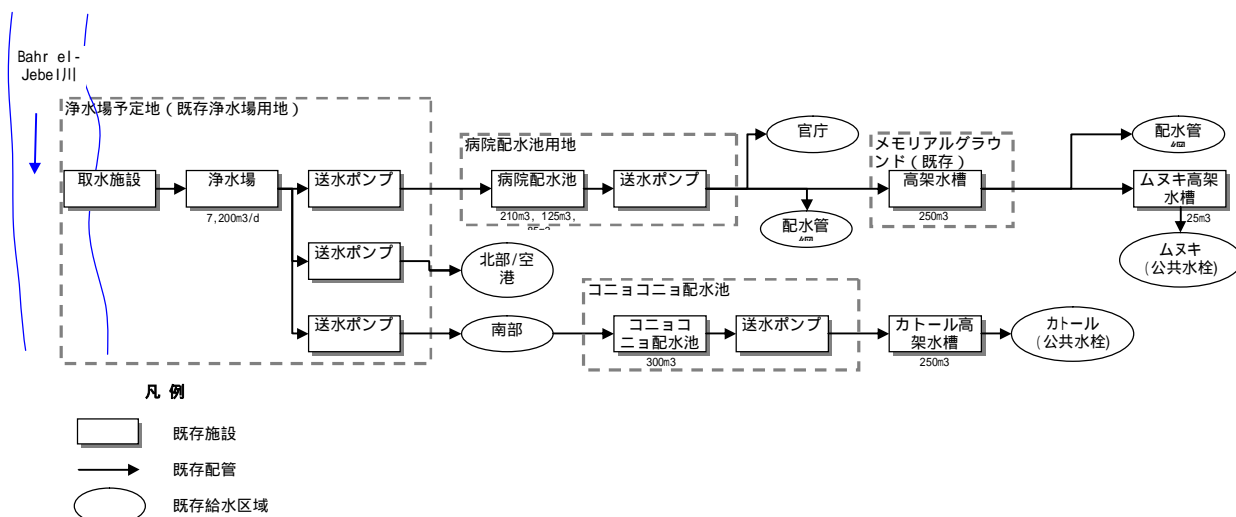 Bahr el-
Jebel川
浄水場予定地(既存浄水場用地)
取水施設
浄水場
7,200m3/d
送水ポンプ
送水ポンプ
送水ポンプ
病院配水池用地
病院配水池
210m3, 125m3,
送水ポンプ
官庁
配水管
北部/空
港
南部
メモリアルグラウ
ンド(既存)
高架水槽
250m3
配水管
ムヌキ高架
水槽
25m3
ムヌキ
(公共水栓)
コニョコニョ配水池
コニョコ
ニョ配水池
300m3
送水ポンプ
カトール高
架水槽
250m3
カトール
(公共水栓)
凡 例
既存施設
既存配管
既存給水区域